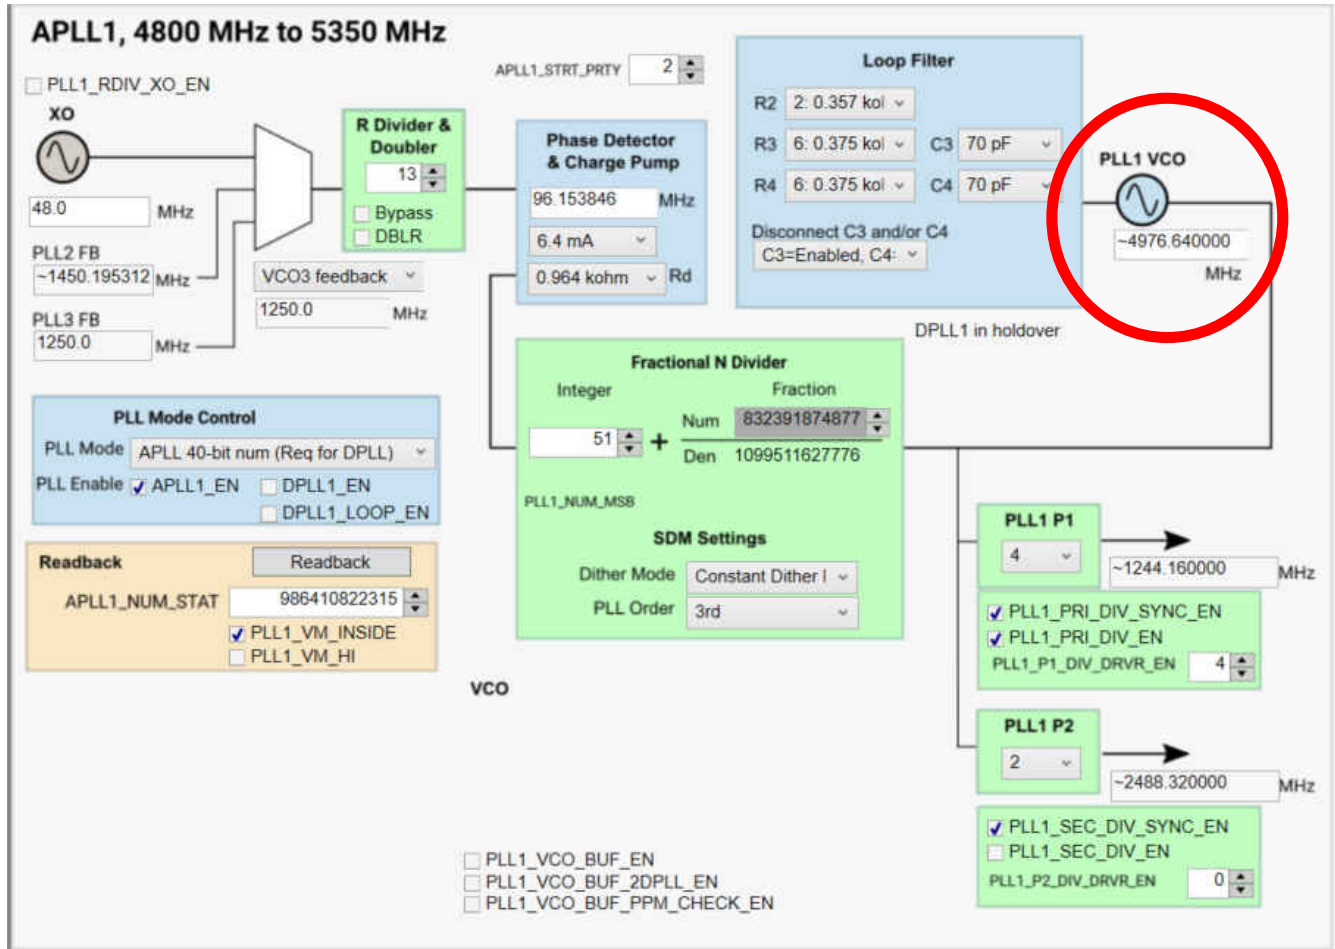 APLL1, 4800 MHz to 5350 MHz
PLL1_RDIV_XO_EN
APLL1_STRT_PRTY 2
XO
48.0 MHz
PLL2 FB
~1450.195312 MHz
PLL3 FB
1250.0 MHz
VCO3 feedback
1250.0 MHz
R Divider &
Doubler
13
Bypass
DBLR
Phase Detector
& Charge Pump
96.153846 MHz
6.4 mA
0.964 kohm Rd
Loop Filter
R2 2: 0.357 kol
R3 6: 0.375 kol C3 70 pF
R4 6: 0.375 kol C4 70 pF
Disconnect C3 and/or C4
C3=Enabled, C4:
PLL1 VCO
~4976.640000
MHz
DPLL1 in holdover
Fractional N Divider
Integer Fraction
51 + Num 832391874877
Den 1099511627776
PLL1_NUM_MSB
SDM Settings
Dither Mode Constant Dither I
PLL Order 3rd
PLL Mode Control
PLL Mode APLL 40-bit num (Req for DPLL)
PLL Enable APLL1_EN DPLL1_EN
DPLL1_LOOP_EN
Readback Readback
APLL1_NUM_STAT 986410822315
PLL1_VM_INSIDE
PLL1_VM_HI
VCO
PLL1 P1
4
~1244.160000 MHz
PLL1_PRI_DIV_SYNC_EN
PLL1_PRI_DIV_EN
PLL1_P1_DIV_DRVR_EN 4
PLL1 P2
2
~2488.320000 MHz
PLL1_SEC_DIV_SYNC_EN
PLL1_SEC_DIV_EN
PLL1_P2_DIV_DRVR_EN 0
PLL1_VCO_BUF_EN
PLL1_VCO_BUF_2DPLL_EN
PLL1_VCO_BUF_PPM_CHECK_EN